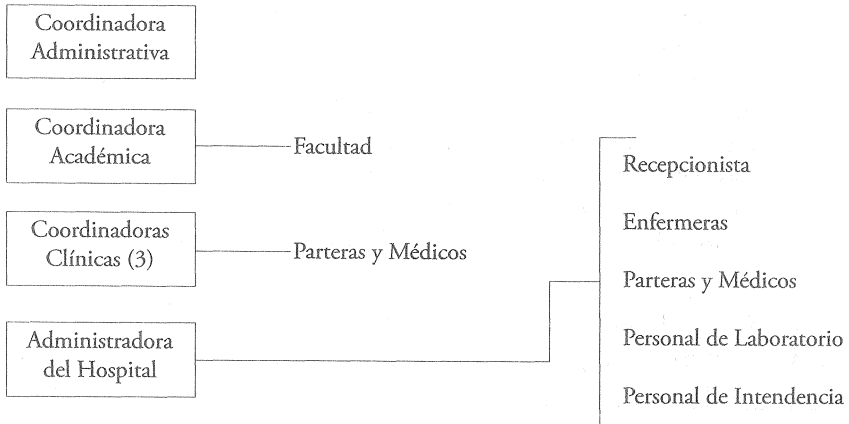 Coordinadora
Administrativa
Coordinadora
Académica
Facultad
Coordinadoras
Clínicas (3)
Parteras y Médicos
Administradora
del Hospital
Recepcionista
Enfermeras
Parteras y Médicos
Personal de Laboratorio
Personal de Intendencia